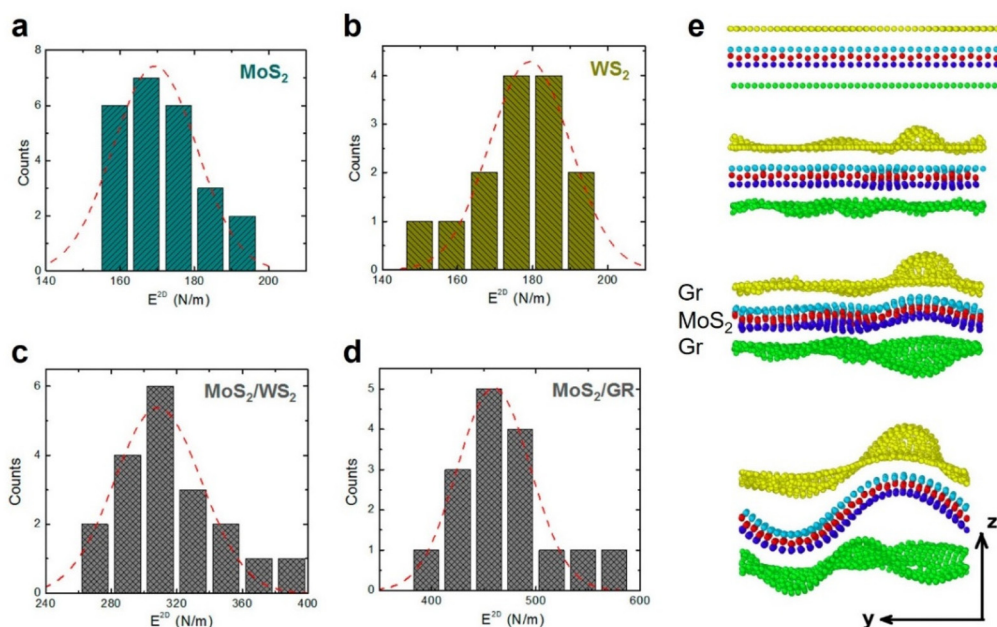 a
MoS₂
Counts
8
6
4
2
0
140 160 180 200
E²ᴰ (N/m)
b
WS₂
Counts
4
3
2
1
0
140 160 180 200
E²ᴰ (N/m)
c
MoS₂/WS₂
Counts
6
4
2
0
240 280 320 360 400
E²ᴰ (N/m)
d
MoS₂/GR
Counts
5
4
3
2
1
0
400 500 600
E²ᴰ (N/m)
e
Gr
MoS₂
Gr
z
y